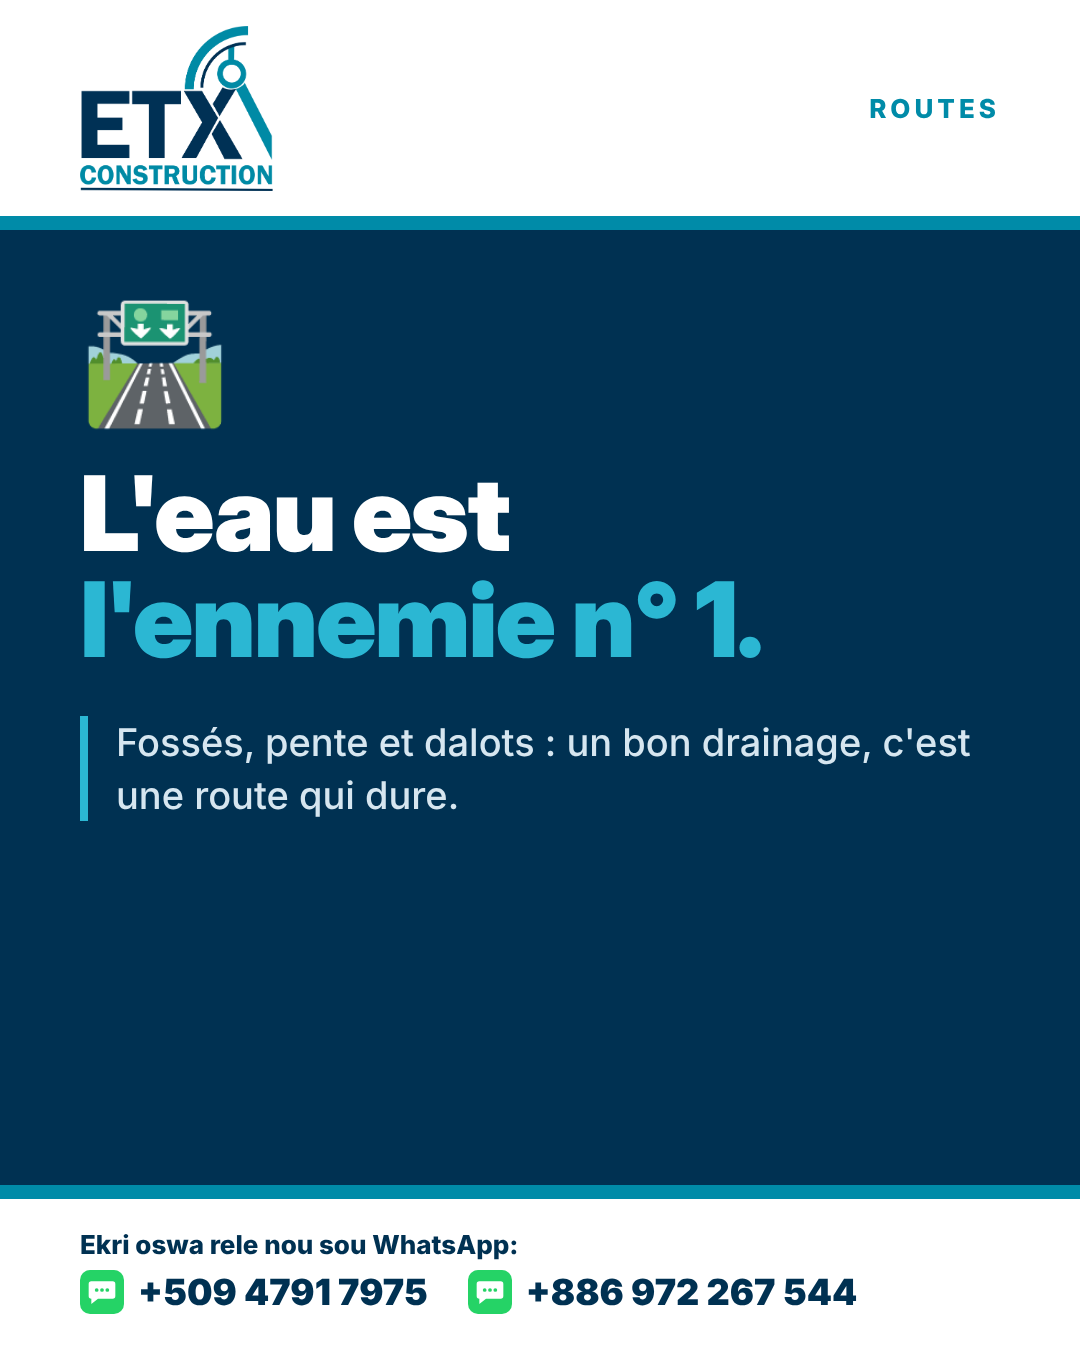 ETX
CONSTRUCTION
ROUTES
L'eau est
l'ennemie n° 1.
Fossés, pente et dalots : un bon drainage, c'est
une route qui dure.
Ekri oswa rele nou sou WhatsApp:
+509 4791 7975 +886 972 267 544